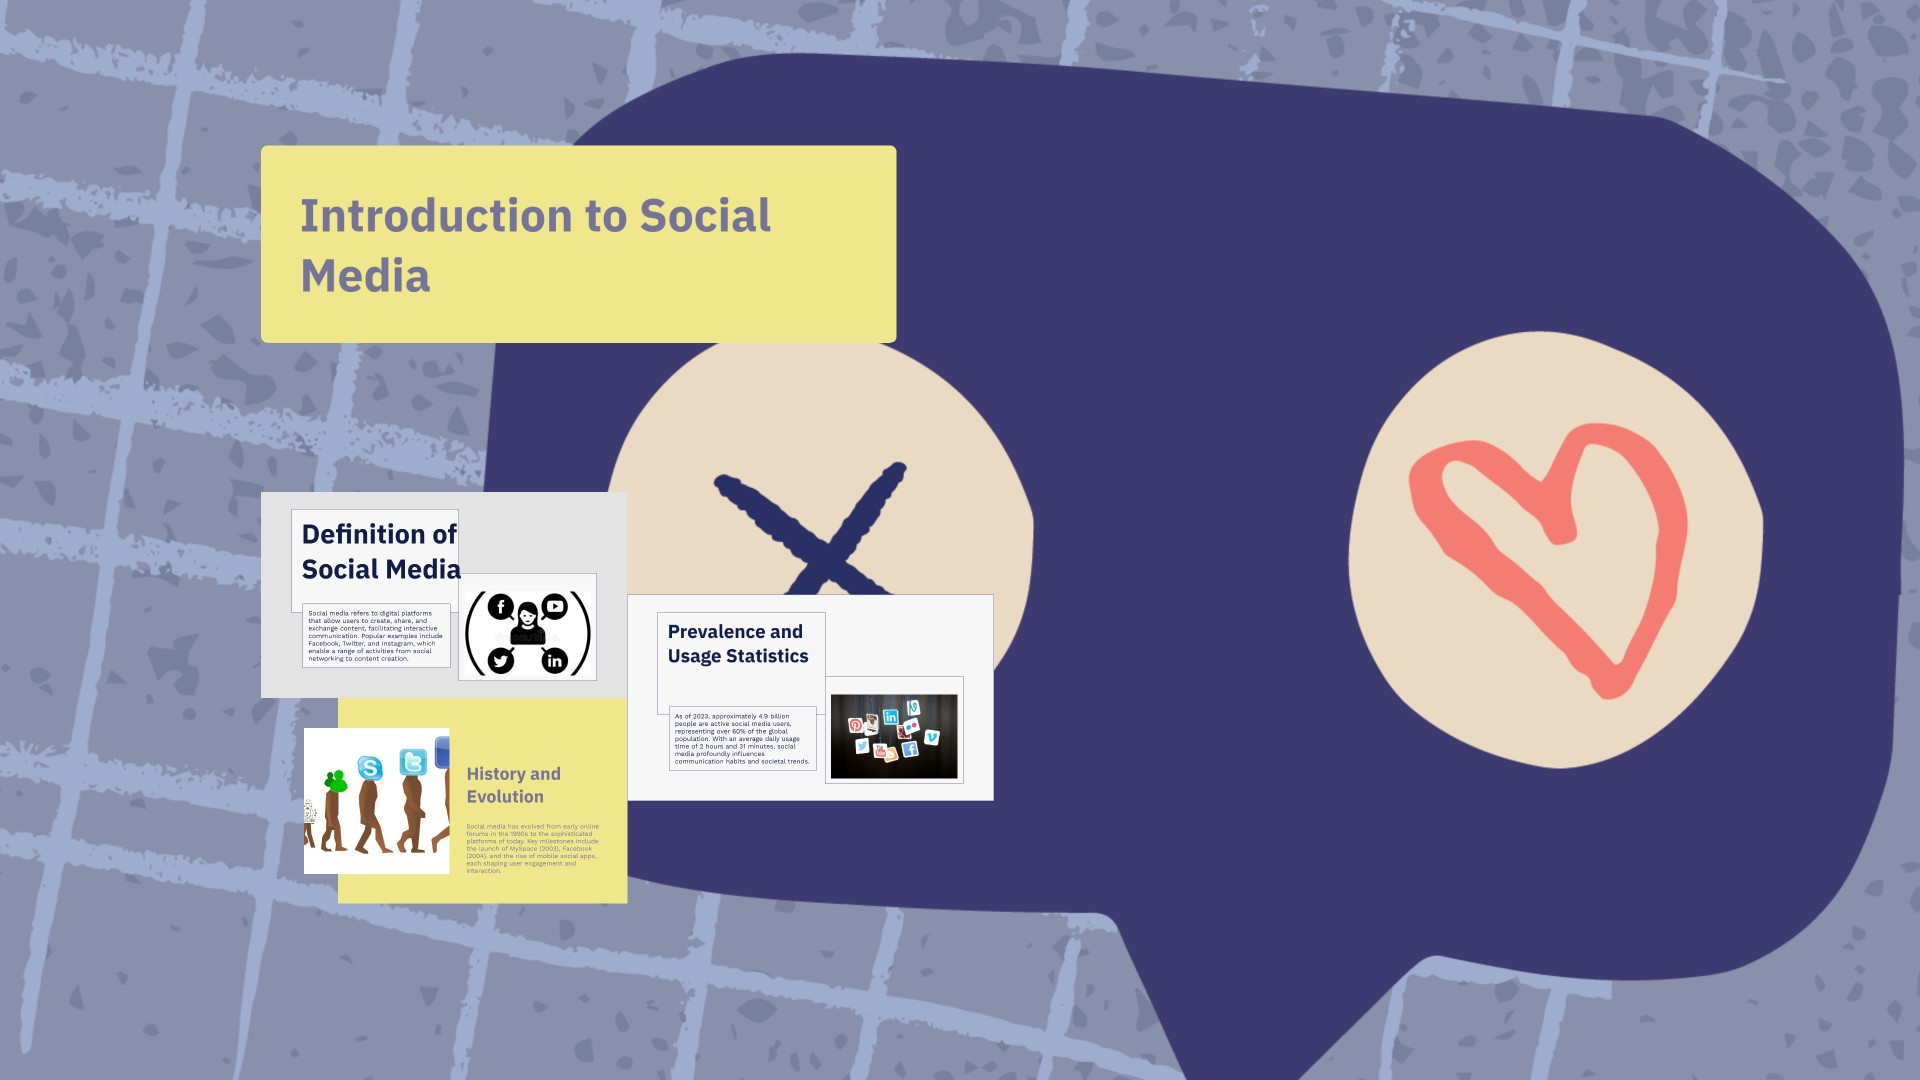 Introduction to Social
Media
Definition of
Social Media
Social media refers to digital platforms
that allow users to create, share, and
exchange content, facilitating interactive
communication. Popular examples include
Facebook, Twitter, and Instagram, which
enable a range of activities from social
networking to content creation.
Prevalence and
Usage Statistics
As of 2023, approximately 4.9 billion
people are active social media users,
representing over 60% of the global
population. With an average daily usage
time of 2 hours and 31 minutes, social
media profoundly influences
communication habits and societal trends.
History and
Evolution
Social media has evolved from early online
forums in the 1990s to the sophisticated
platforms of today. Key milestones include
the launch of MySpace (2003), Facebook
(2004), and the rise of mobile social apps,
each shaping user engagement and
interaction.